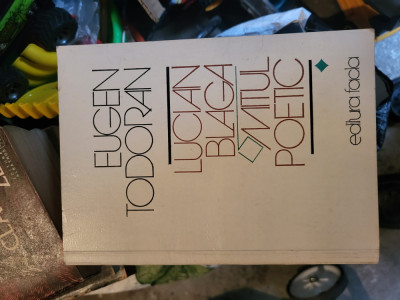 EUGEN
TODORAN
LUCIAN
BLAGA
MITUL
POETIC
editura facla